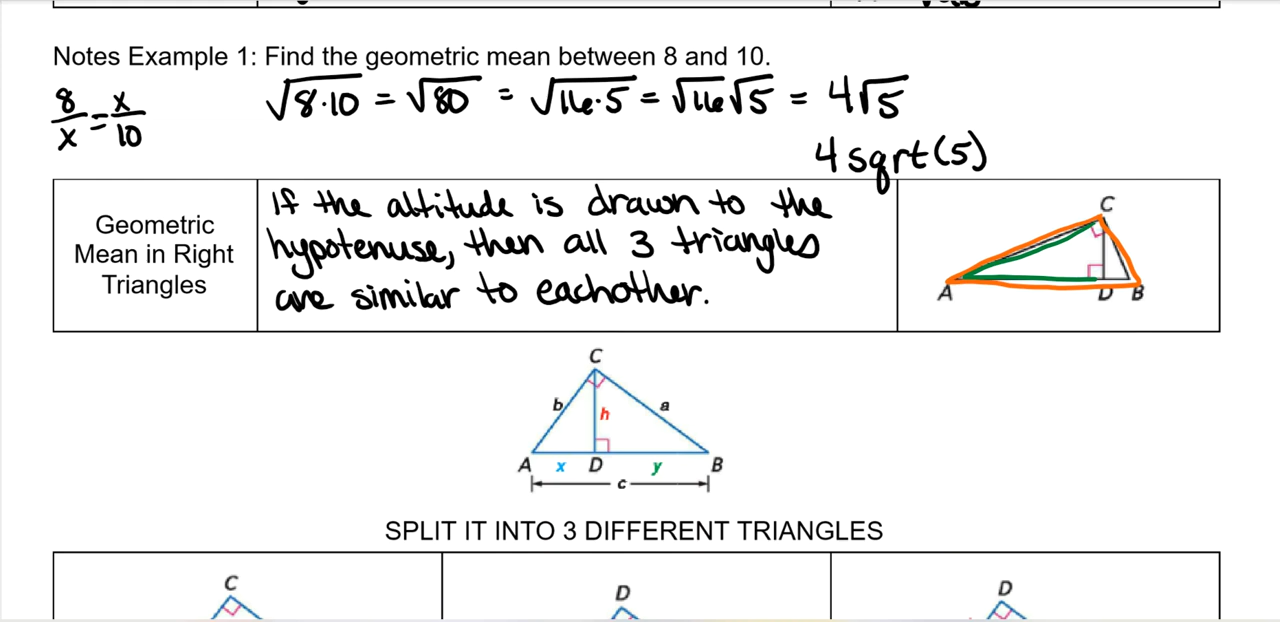 Notes Example 1: Find the geometric mean between 8 and 10.
8/x = x/10
√8·10 = √80 = √16·5 = √16√5 = 4√5
4 sqrt(5)
Geometric
Mean in Right
Triangles
If the altitude is drawn to the
hypotenuse, then all 3 triangles
are similar to eachother.
C
A D B
C
b h a
A x D y B
c
SPLIT IT INTO 3 DIFFERENT TRIANGLES
C D D